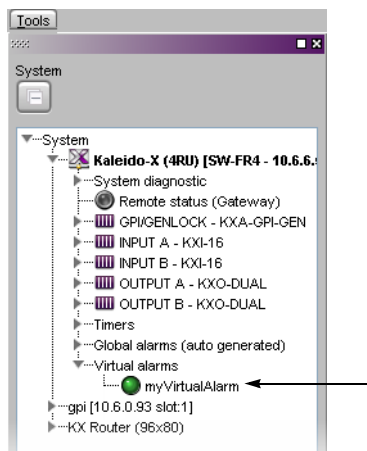 Tools
System
System
Kaleido-X (4RU) [SW-FR4 - 10.6.6.
System diagnostic
Remote status (Gateway)
GPI/GENLOCK - KXA-GPI-GEN
INPUT A - KXI-16
INPUT B - KXI-16
OUTPUT A - KXO-DUAL
OUTPUT B - KXO-DUAL
Timers
Global alarms (auto generated)
Virtual alarms
myVirtualAlarm
gpi [10.6.0.93 slot:1]
KX Router (96x80)